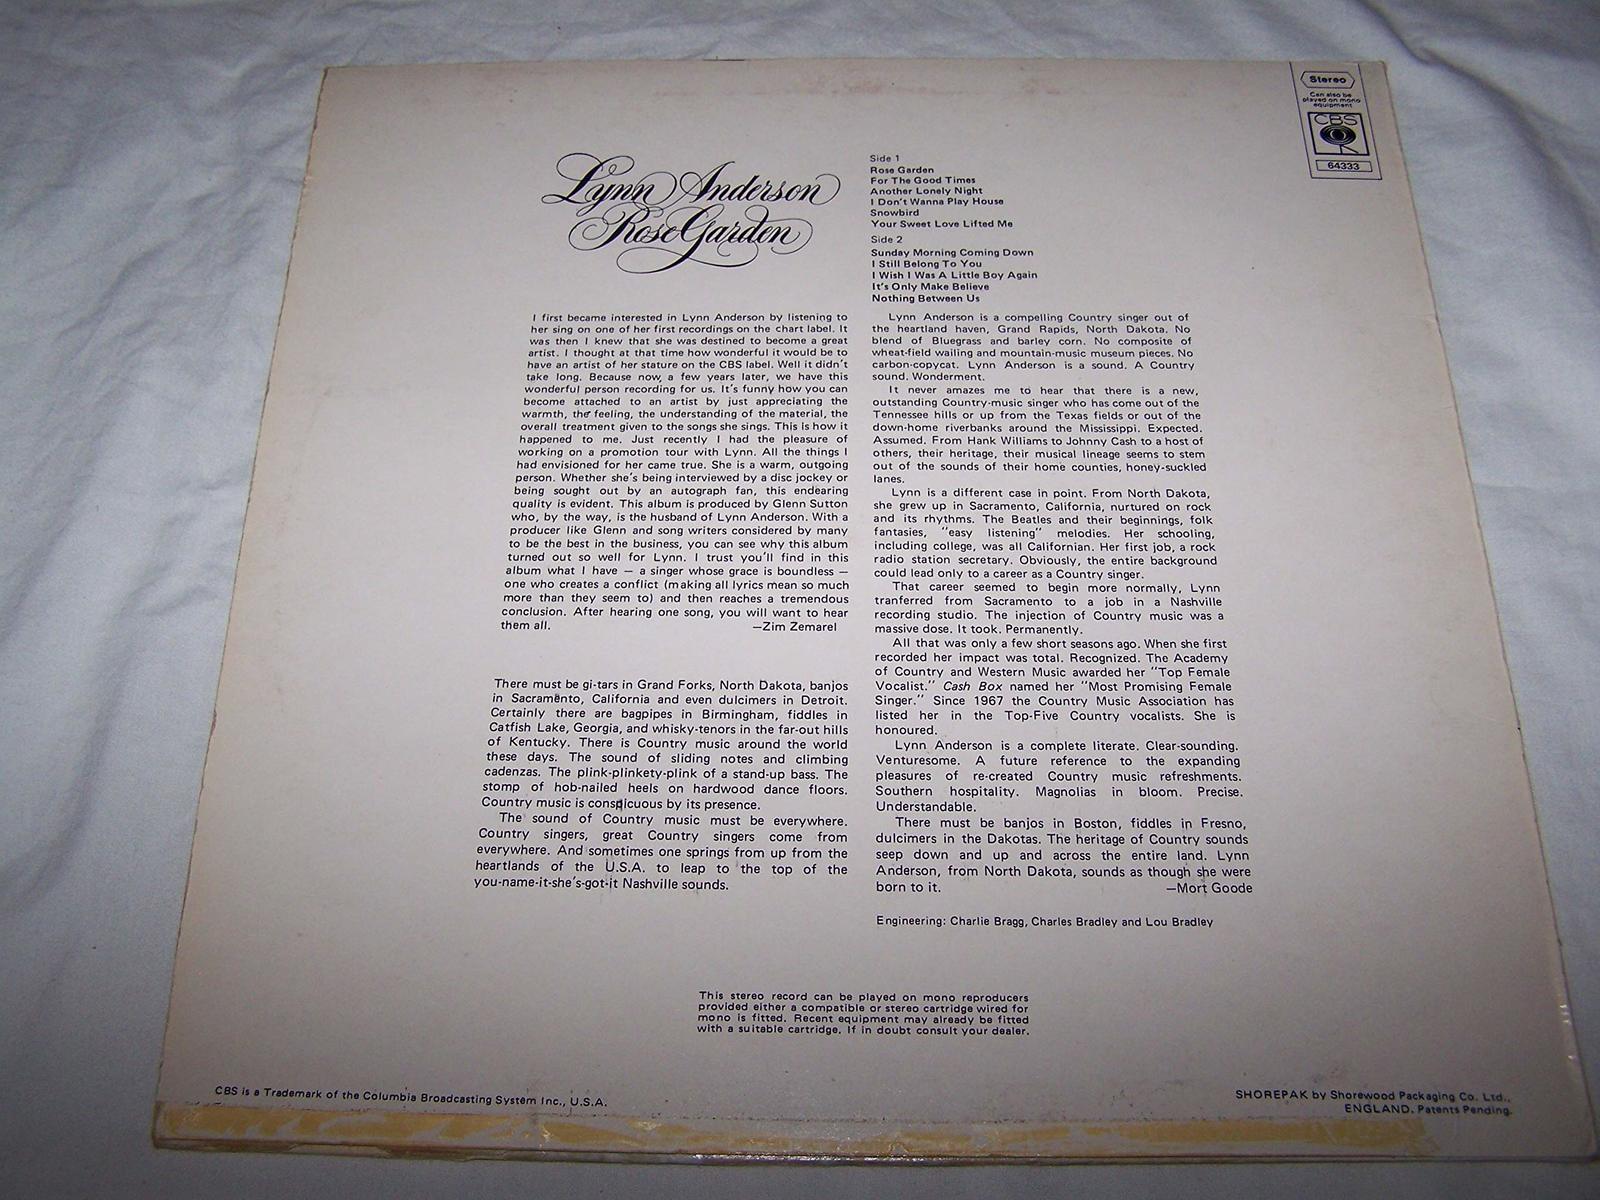 Stereo
Can also be
played on mono
equipment
CBS
64333
Lynn Anderson
Rose Garden
Side 1
Rose Garden
For The Good Times
Another Lonely Night
I Don't Wanna Play House
Snowbird
Your Sweet Love Lifted Me
Side 2
Sunday Morning Coming Down
I Still Belong To You
I Wish I Was A Little Boy Again
It's Only Make Believe
Nothing Between Us
I first became interested in Lynn Anderson by listening to
her sing on one of her first recordings on the chart label. It
was then I knew that she was destined to become a great
artist. I thought at that time how wonderful it would be to
have an artist of her stature on the CBS label. Well it didn't
take long. Because now, a few years later, we have this
wonderful person recording for us. It's funny how you can
become attached to an artist by just appreciating the
warmth, the feeling, the understanding of the material, the
overall treatment given to the songs she sings. This is how it
happened to me. Just recently I had the pleasure of
working on a promotion tour with Lynn. All the things I
had envisioned for her came true. She is a warm, outgoing
person. Whether she's being interviewed by a disc jockey or
being sought out by an autograph fan, this endearing
quality is evident. This album is produced by Glenn Sutton
who, by the way, is the husband of Lynn Anderson. With a
producer like Glenn and song writers considered by many
to be the best in the business, you can see why this album
turned out so well for Lynn. I trust you'll find in this
album what I have — a singer whose grace is boundless —
one who creates a conflict (making all lyrics mean so much
more than they seem to) and then reaches a tremendous
conclusion. After hearing one song, you will want to hear
them all. —Zim Zemarel
There must be gi-tars in Grand Forks, North Dakota, banjos
in Sacramento, California and even dulcimers in Detroit.
Certainly there are bagpipes in Birmingham, fiddles in
Catfish Lake, Georgia, and whisky-tenors in the far-out hills
of Kentucky. There is Country music around the world
these days. The sound of sliding notes and climbing
cadenzas. The plink-plinkety-plink of a stand-up bass. The
stomp of hob-nailed heels on hardwood dance floors.
Country music is conspicuous by its presence.
The sound of Country music must be everywhere.
Country singers, great Country singers come from
everywhere. And sometimes one springs from up from the
heartlands of the U.S.A. to leap to the top of the
you-name-it-she's-got-it Nashville sounds.
Lynn Anderson is a compelling Country singer out of
the heartland haven, Grand Rapids, North Dakota. No
blend of Bluegrass and barley corn. No composite of
wheat-field wailing and mountain-music museum pieces. No
carbon-copycat. Lynn Anderson is a sound. A Country
sound. Wonderment.
It never amazes me to hear that there is a new,
outstanding Country-music singer who has come out of the
Tennessee hills or up from the Texas fields or out of the
down-home riverbanks around the Mississippi. Expected.
Assumed. From Hank Williams to Johnny Cash to a host of
others, their heritage, their musical lineage seems to stem
out of the sounds of their home counties, honey-suckled
lanes.
Lynn is a different case in point. From North Dakota,
she grew up in Sacramento, California, nurtured on rock
and its rhythms. The Beatles and their beginnings, folk
fantasies, "easy listening" melodies. Her schooling,
including college, was all Californian. Her first job, a rock
radio station secretary. Obviously, the entire background
could lead only to a career as a Country singer.
That career seemed to begin more normally, Lynn
tranferred from Sacramento to a job in a Nashville
recording studio. The injection of Country music was a
massive dose. It took. Permanently.
All that was only a few short seasons ago. When she first
recorded her impact was total. Recognized. The Academy
of Country and Western Music awarded her "Top Female
Vocalist." Cash Box named her "Most Promising Female
Singer." Since 1967 the Country Music Association has
listed her in the Top-Five Country vocalists. She is
honoured.
Lynn Anderson is a complete literate. Clear-sounding.
Venturesome. A future reference to the expanding
pleasures of re-created Country music refreshments.
Southern hospitality. Magnolias in bloom. Precise.
Understandable.
There must be banjos in Boston, fiddles in Fresno,
dulcimers in the Dakotas. The heritage of Country sounds
seep down and up and across the entire land. Lynn
Anderson, from North Dakota, sounds as though she were
born to it. —Mort Goode
Engineering: Charlie Bragg, Charles Bradley and Lou Bradley
This stereo record can be played on mono reproducers
provided either a compatible or stereo cartridge wired for
mono is fitted. Recent equipment may already be fitted
with a suitable cartridge. If in doubt consult your dealer.
CBS is a Trademark of the Columbia Broadcasting System Inc., U.S.A.
SHOREPAK by Shorewood Packaging Co. Ltd.,
ENGLAND. Patents Pending.